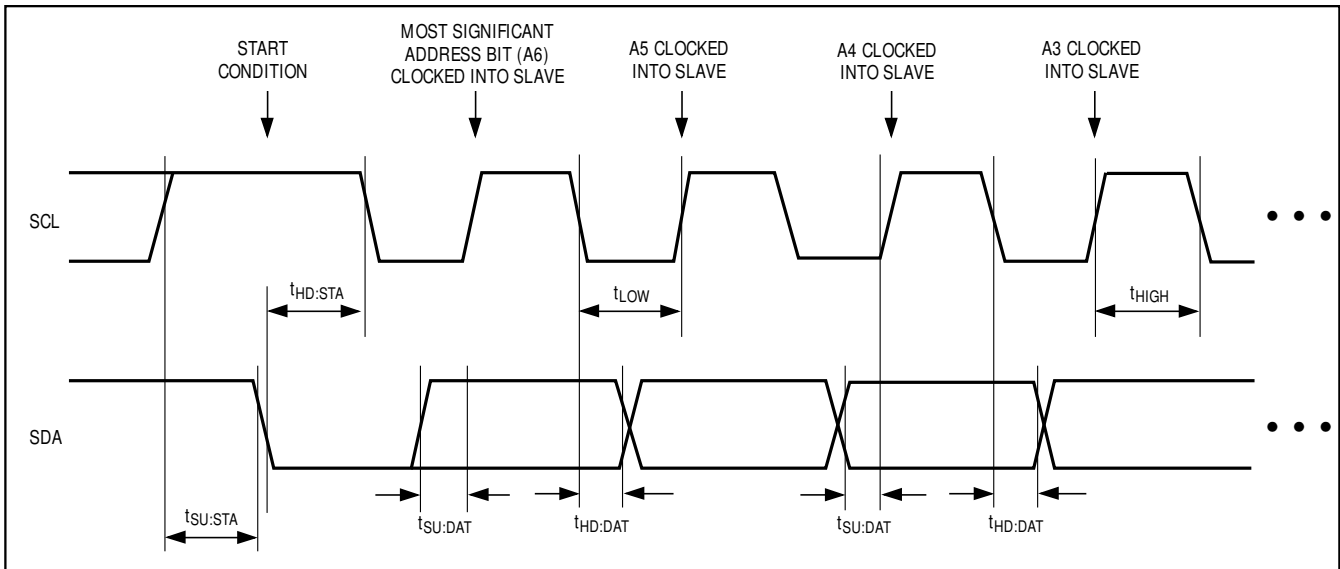 START
CONDITION
MOST SIGNIFICANT
ADDRESS BIT (A6)
CLOCKED INTO SLAVE
A5 CLOCKED
INTO SLAVE
A4 CLOCKED
INTO SLAVE
A3 CLOCKED
INTO SLAVE
SCL
tHD:STA
tLOW
tHIGH
SDA
tSU:STA
tSU:DAT
tHD:DAT
tSU:DAT
tHD:DAT